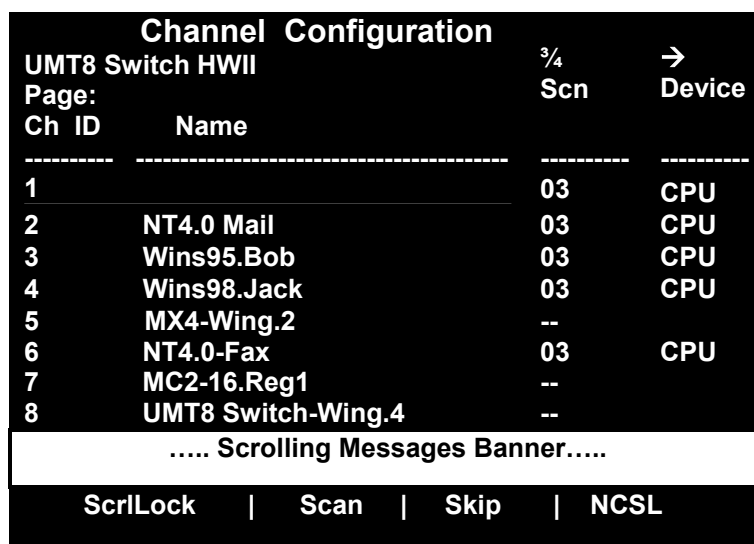 Channel Configuration
UMT8 Switch HWII ¾ →
Page: Scn Device
Ch ID Name
---------- ------------------------------------------ ---------- ----------
1 03 CPU
2 NT4.0 Mail 03 CPU
3 Wins95.Bob 03 CPU
4 Wins98.Jack 03 CPU
5 MX4-Wing.2 --
6 NT4.0-Fax 03 CPU
7 MC2-16.Reg1 --
8 UMT8 Switch-Wing.4 --
….. Scrolling Messages Banner…..
ScrlLock | Scan | Skip | NCSL